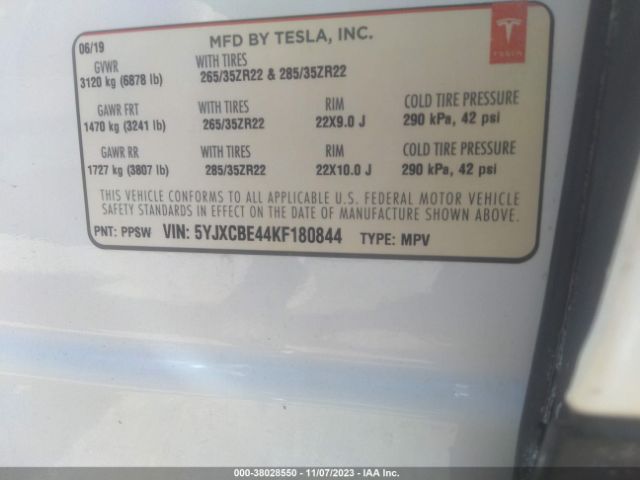 06/19
MFD BY TESLA, INC.
TESLA
GVWR WITH TIRES
3120 kg (6878 lb) 265/35ZR22 & 285/35ZR22
GAWR FRT WITH TIRES RIM COLD TIRE PRESSURE
1470 kg (3241 lb) 265/35ZR22 22X9.0 J 290 kPa, 42 psi
GAWR RR WITH TIRES RIM COLD TIRE PRESSURE
1727 kg (3807 lb) 285/35ZR22 22X10.0 J 290 kPa, 42 psi
THIS VEHICLE CONFORMS TO ALL APPLICABLE U.S. FEDERAL MOTOR VEHICLE
SAFETY STANDARDS IN EFFECT ON THE DATE OF MANUFACTURE SHOWN ABOVE.
PNT: PPSW VIN: 5YJXCBE44KF180844 TYPE: MPV
000-38028550 - 11/07/2023 - IAA Inc.